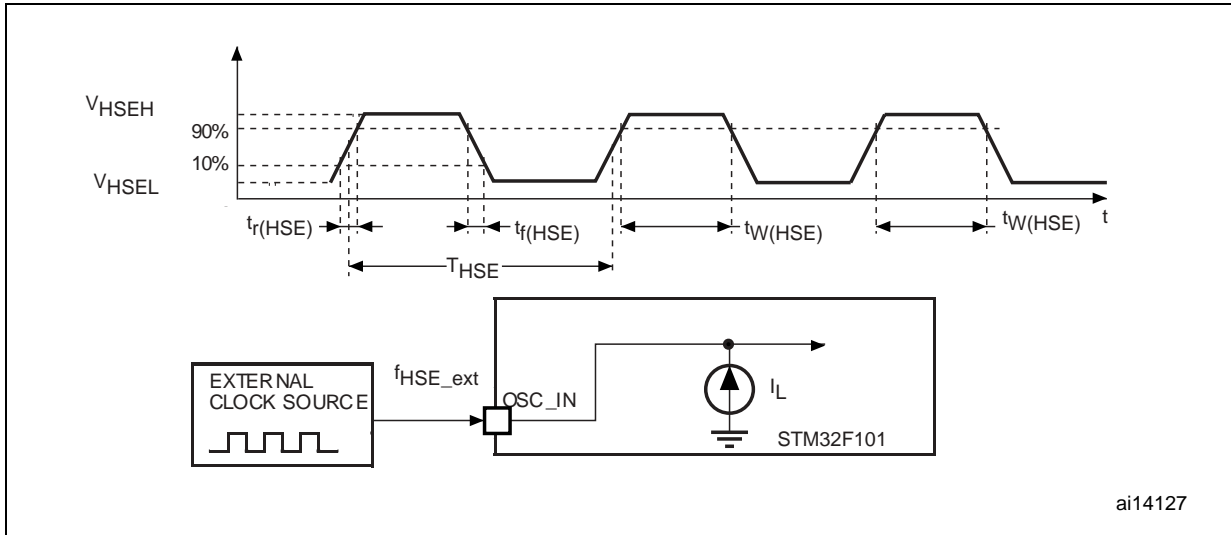 VHSEH
90%
10%
VHSEL
tr(HSE)
tf(HSE)
tW(HSE)
tW(HSE)
t
THSE
EXTERNAL
CLOCK SOURCE
fHSE_ext
OSC_IN
IL
STM32F101
ai14127